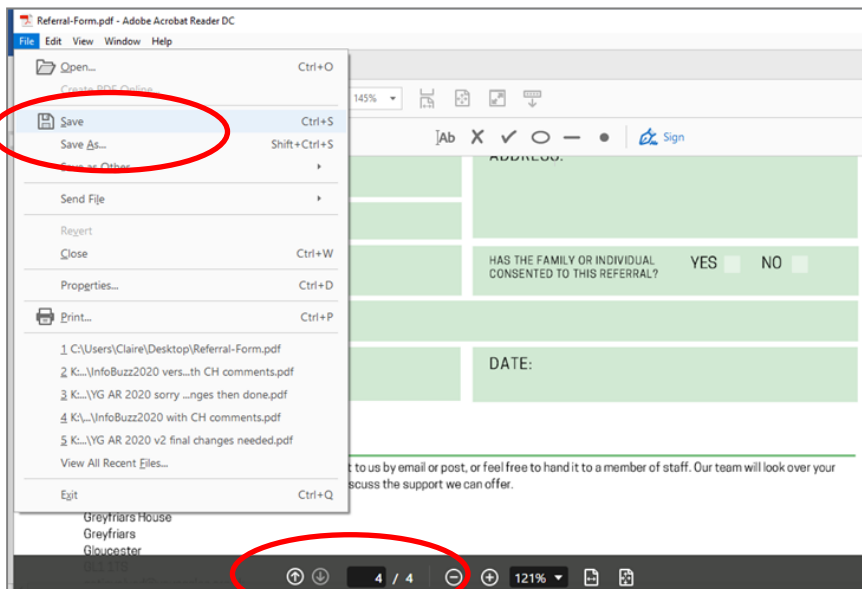 Referral-Form.pdf - Adobe Acrobat Reader DC
File Edit View Window Help
Open... Ctrl+O
Create PDF Online...
145%
Save Ctrl+S
Save As... Shift+Ctrl+S
Save as Other
Ab Sign
ADDRESS:
Send File
Revert
Close Ctrl+W
HAS THE FAMILY OR INDIVIDUAL
CONSENTED TO THIS REFERRAL?
YES NO
Properties... Ctrl+D
Print... Ctrl+P
1 C:\Users\Claire\Desktop\Referral-Form.pdf
2 K:...\InfoBuzz2020 vers...th CH comments.pdf
3 K:...\YG AR 2020 sorry ...nges then done.pdf
4 K:\,..\InfoBuzz2020 with CH comments.pdf
5 K:...\YG AR 2020 v2 final changes needed.pdf
View All Recent Files...
Exit Ctrl+Q
DATE:
t to us by email or post, or feel free to hand it to a member of staff. Our team will look over your
scuss the support we can offer.
Greyfriars House
Greyfriars
Gloucester
GL1 1TS
4 / 4
121%